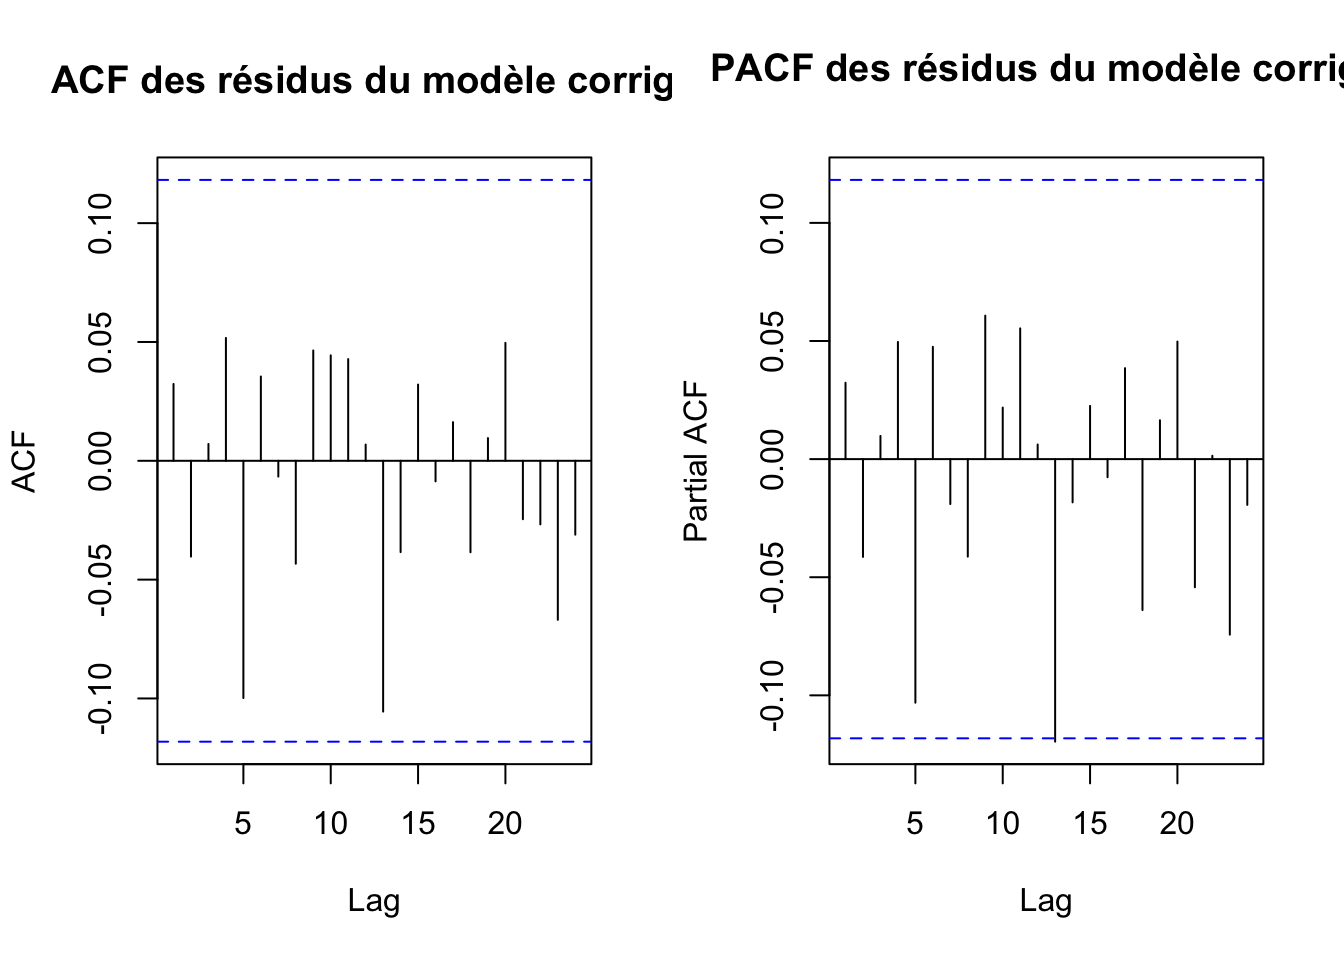 ACF des résidus du modèle corrig
ACF
0.10
0.05
0.00
-0.05
-0.10
5 10 15 20
Lag
PACF des résidus du modèle corrig
Partial ACF
0.10
0.05
0.00
-0.05
-0.10
5 10 15 20
Lag